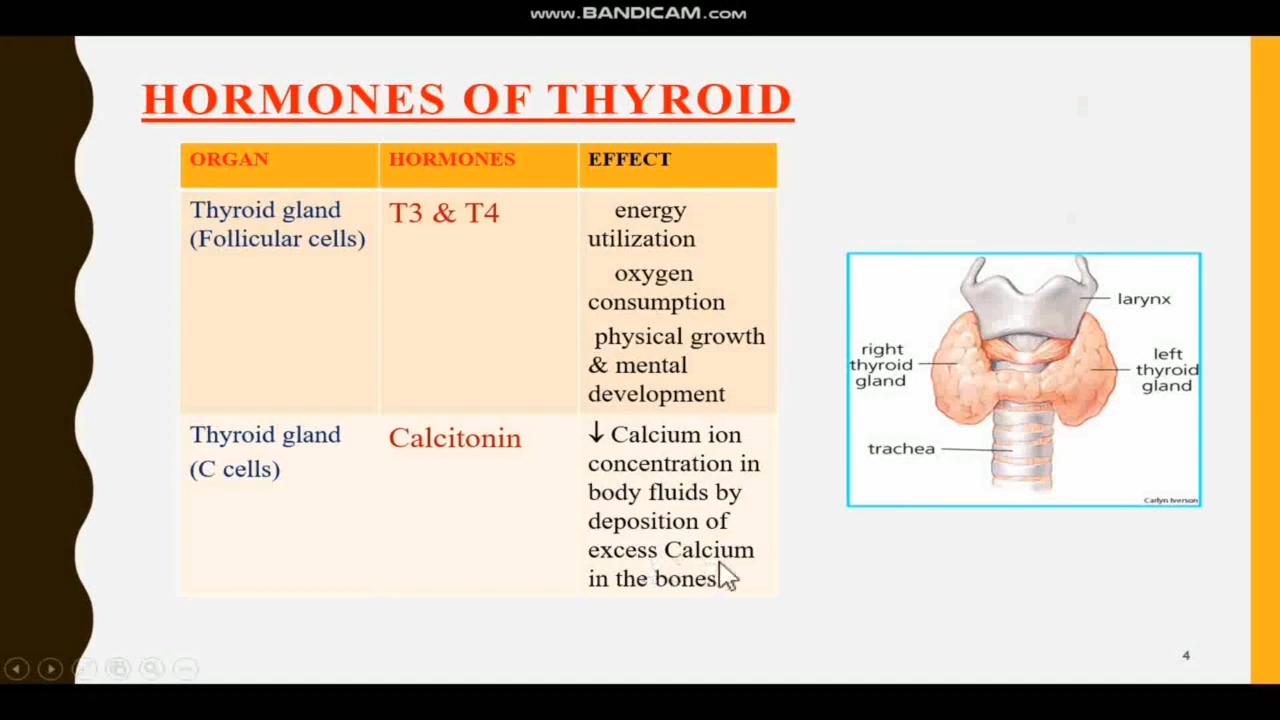 www.BANDICAM.com
HORMONES OF THYROID
ORGAN
HORMONES
EFFECT
Thyroid gland
(Follicular cells)
T3 & T4
energy
utilization
oxygen
consumption
physical growth
& mental
development
Thyroid gland
(C cells)
Calcitonin
↓ Calcium ion
concentration in
body fluids by
deposition of
excess Calcium
in the bones
larynx
right
thyroid
gland
left
thyroid
gland
trachea
Carlyn Iverson
4